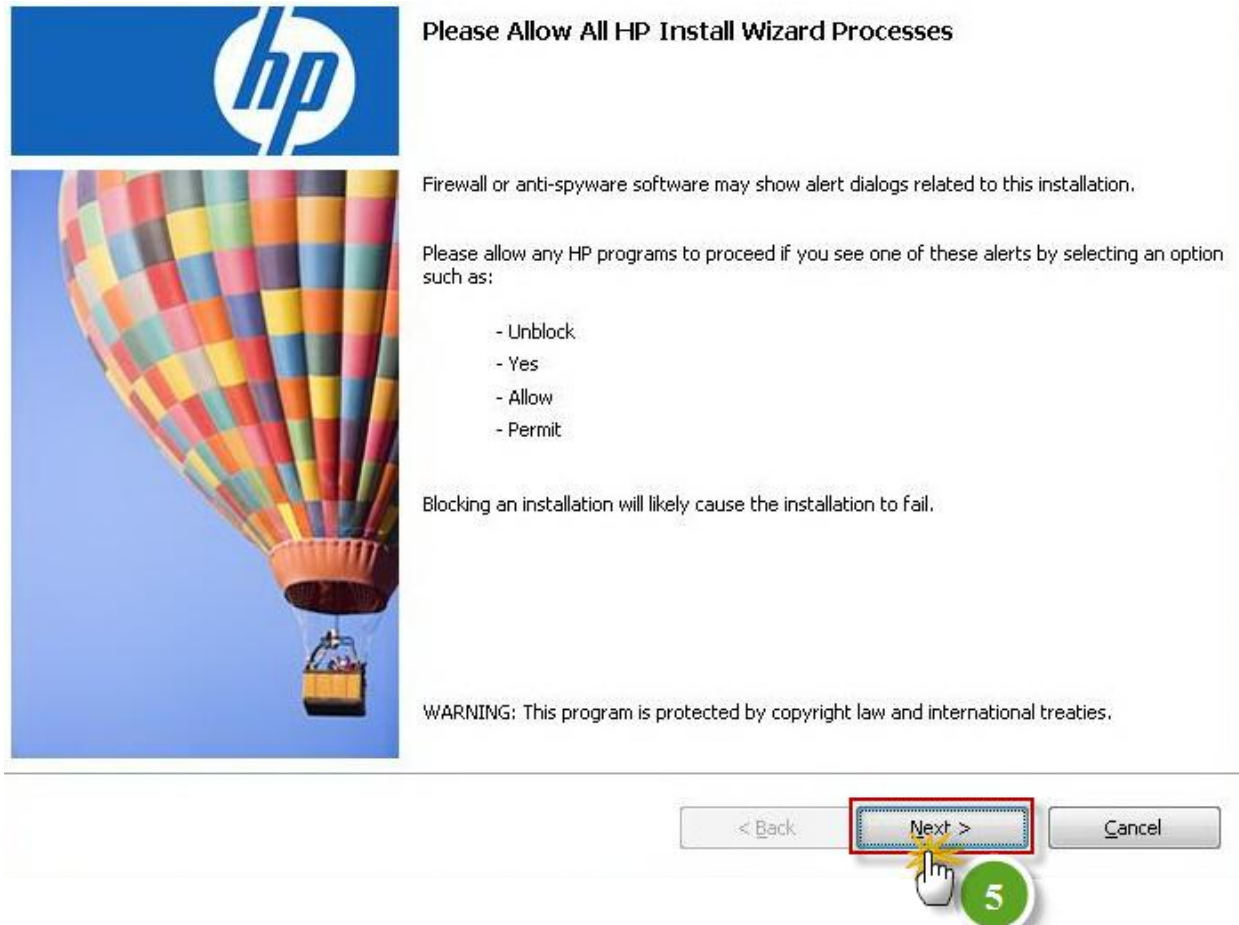 hp
Please Allow All HP Install Wizard Processes
Firewall or anti-spyware software may show alert dialogs related to this installation.
Please allow any HP programs to proceed if you see one of these alerts by selecting an option
such as:
- Unblock
- Yes
- Allow
- Permit
Blocking an installation will likely cause the installation to fail.
WARNING: This program is protected by copyright law and international treaties.
< Back
Next >
Cancel
5